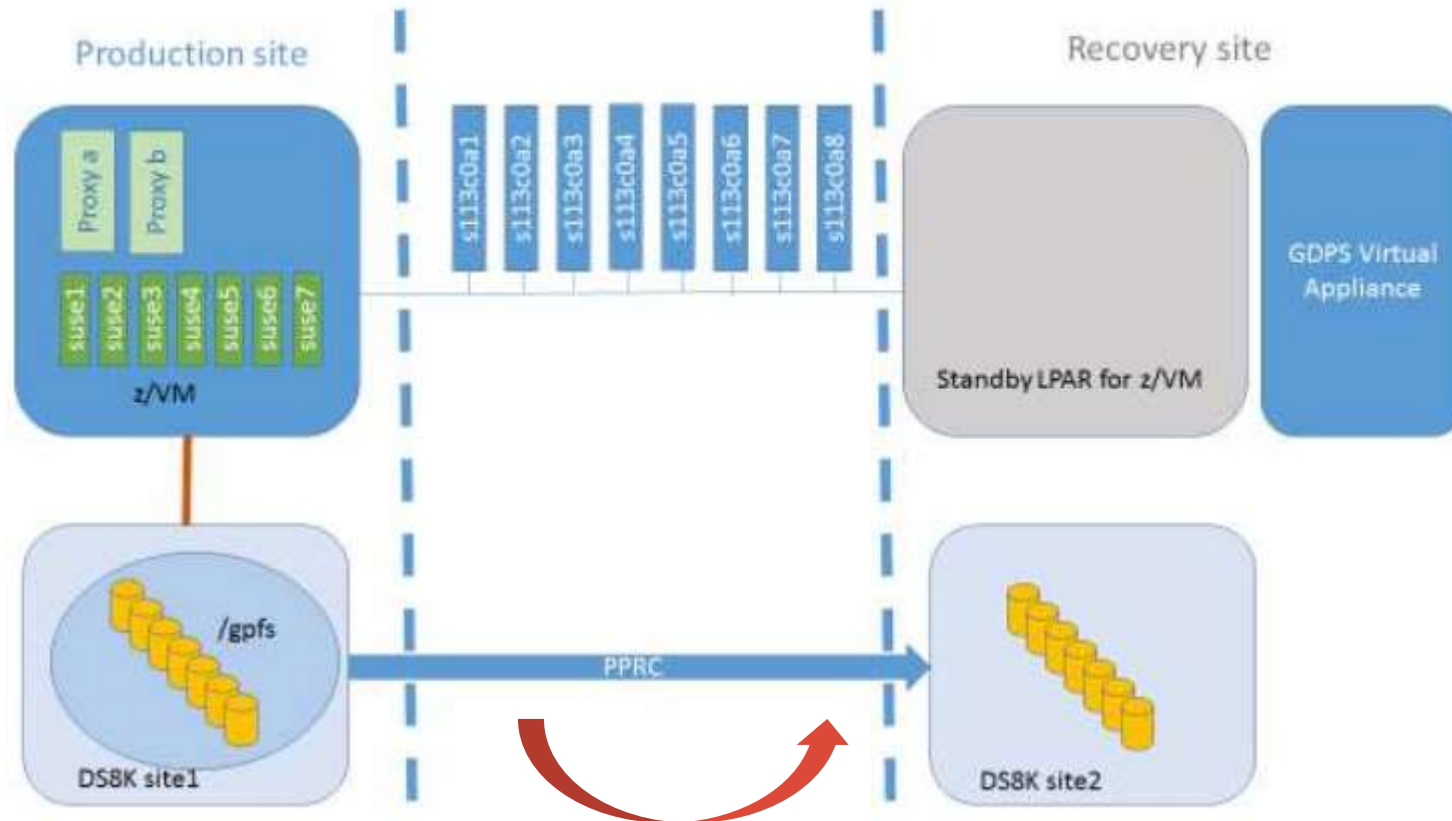 Production site
Recovery site
Proxy a
Proxy b
suse1
suse2
suse3
suse4
suse5
suse6
suse7
z/VM
s113c0a1
s113c0a2
s113c0a3
s113c0a4
s113c0a5
s113c0a6
s113c0a7
s113c0a8
Standby LPAR for z/VM
GDPS Virtual
Appliance
/gpfs
DS8K site1
PPRC
DS8K site2